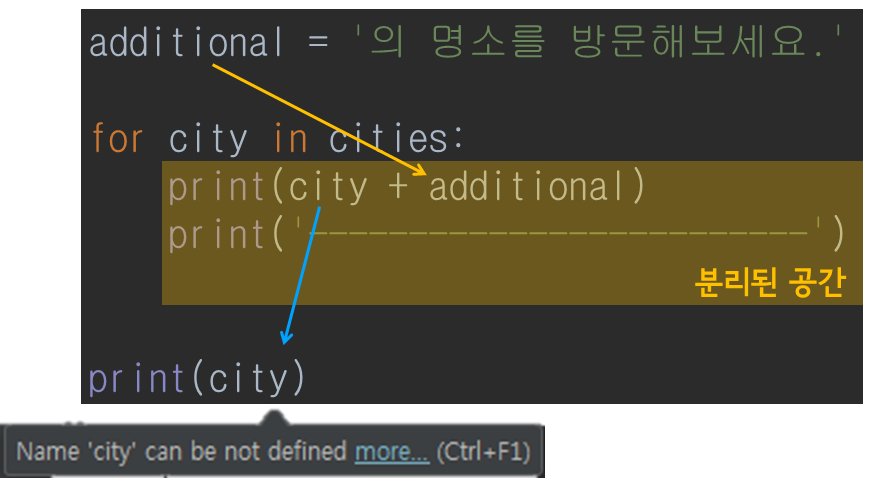 additional = '의 명소를 방문해보세요.'
for city in cities:
print(city + additional)
print('-------------------------')
분리된 공간
print(city)
Name 'city' can be not defined more... (Ctrl+F1)